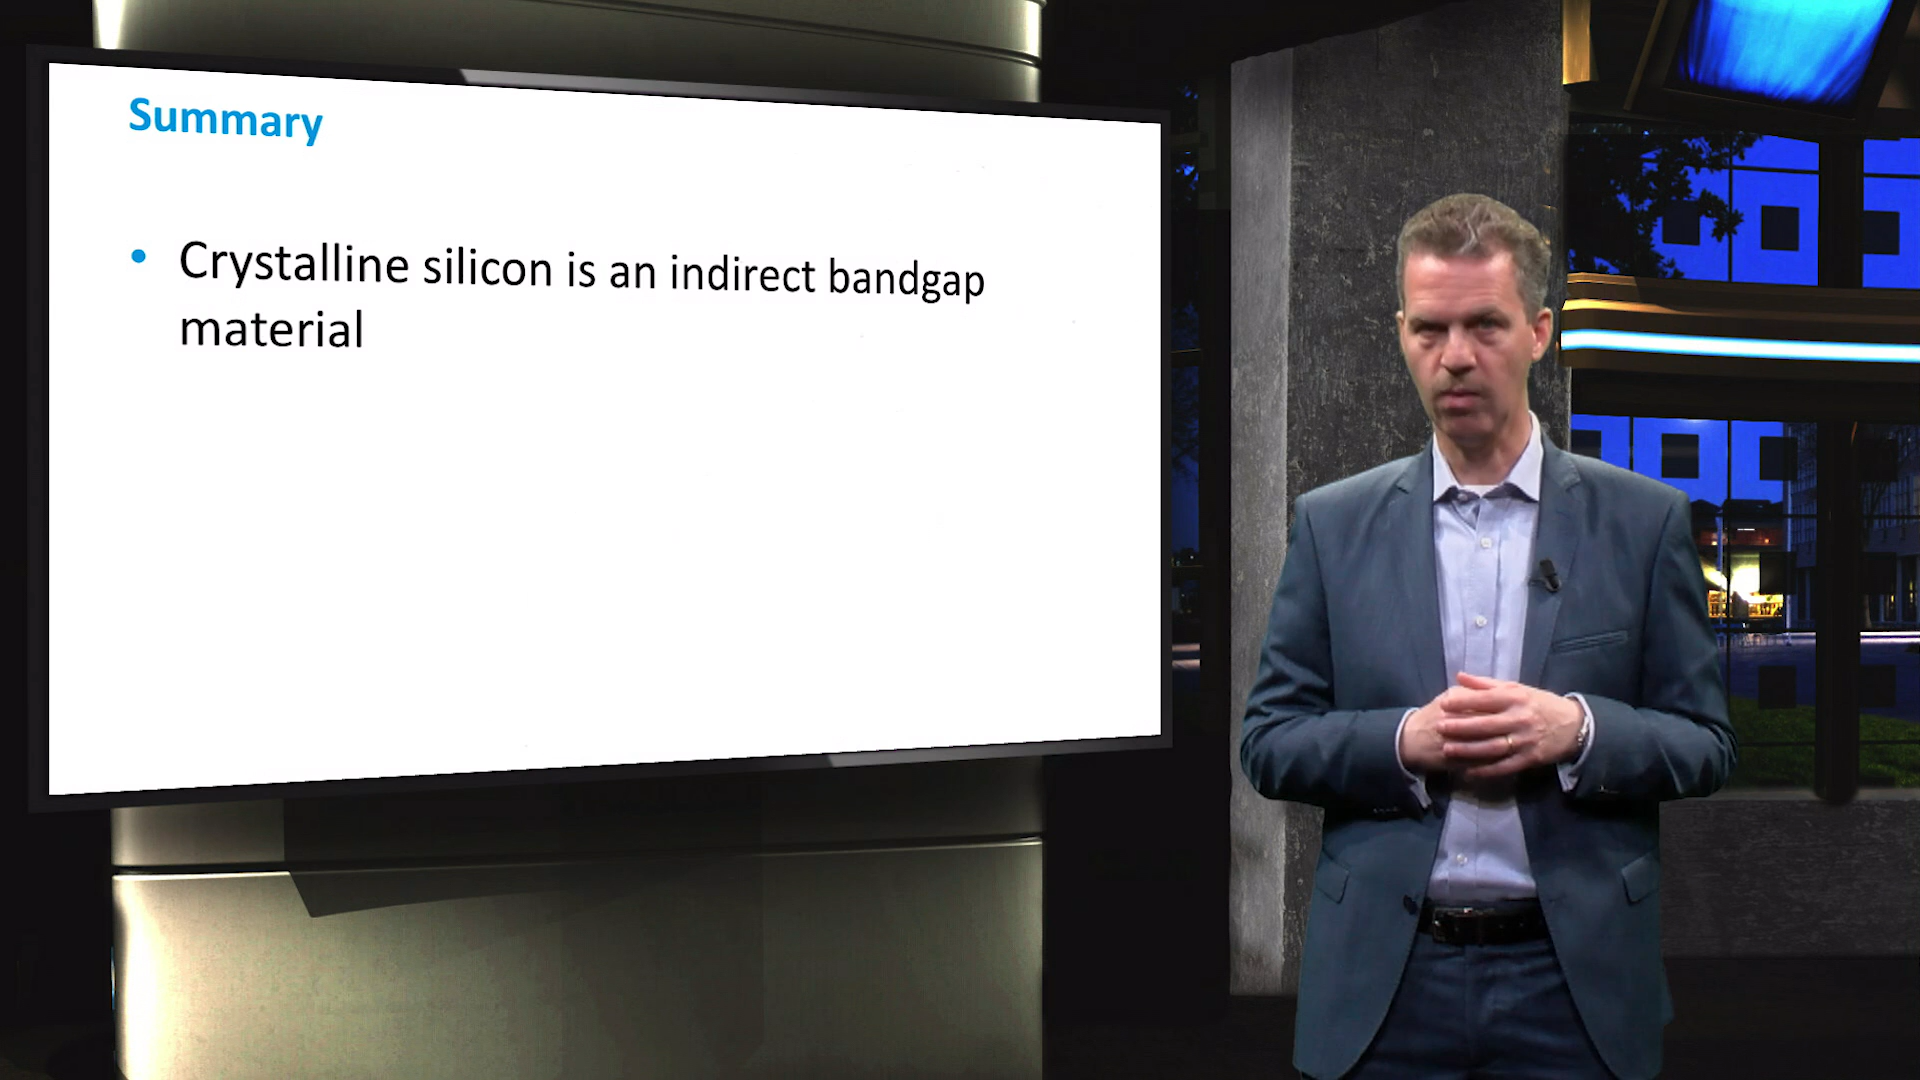 Summary
• Crystalline silicon is an indirect bandgap
material